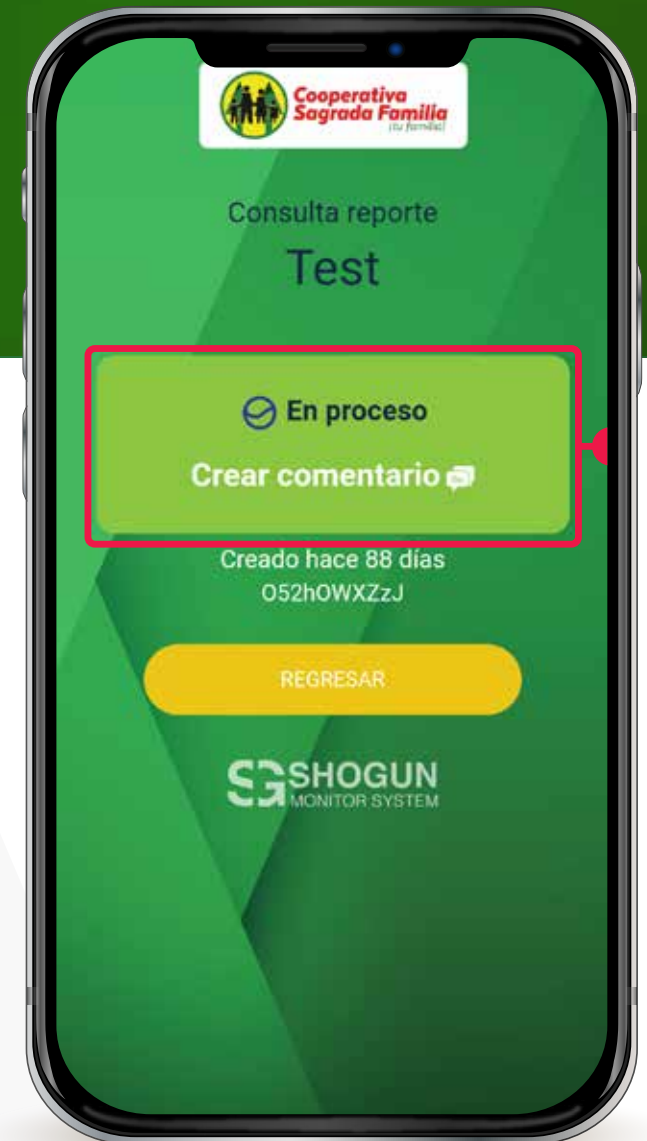 Cooperativa
Sagrada Familia
¡tu familia!
Consulta reporte
Test
En proceso
Crear comentario
Creado hace 88 días
O52hOWXZzJ
REGRESAR
SG SHOGUN
MONITOR SYSTEM